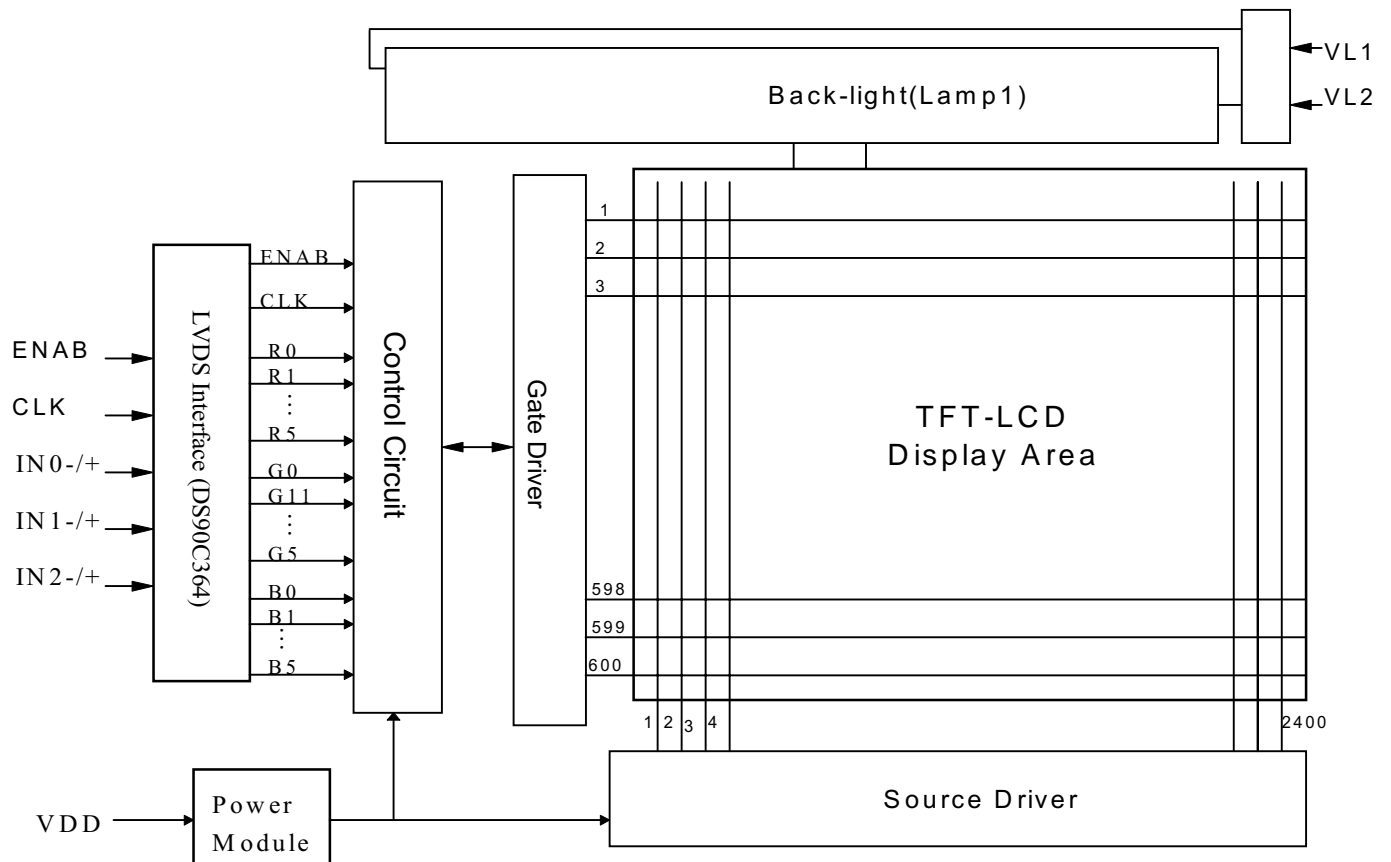 VL1
Back-light(Lamp1)
VL2
ENAB
CLK
IN0-/+
IN1-/+
IN2-/+
LVDS Interface (DS90C364)
ENAB
CLK
R0
R1
⋮
R5
G0
G11
⋮
G5
B0
B1
⋮
B5
Control Circuit
Gate Driver
1
2
3
598
599
600
TFT-LCD
Display Area
1 2 3 4 2400
Source Driver
VDD
Power
Module